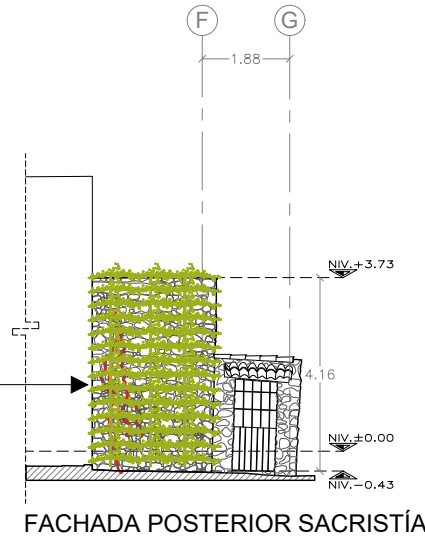 F G
1.88
NIV.+3.73
4.16
NIV.±0.00
NIV.−0.43
FACHADA POSTERIOR SACRISTÍA